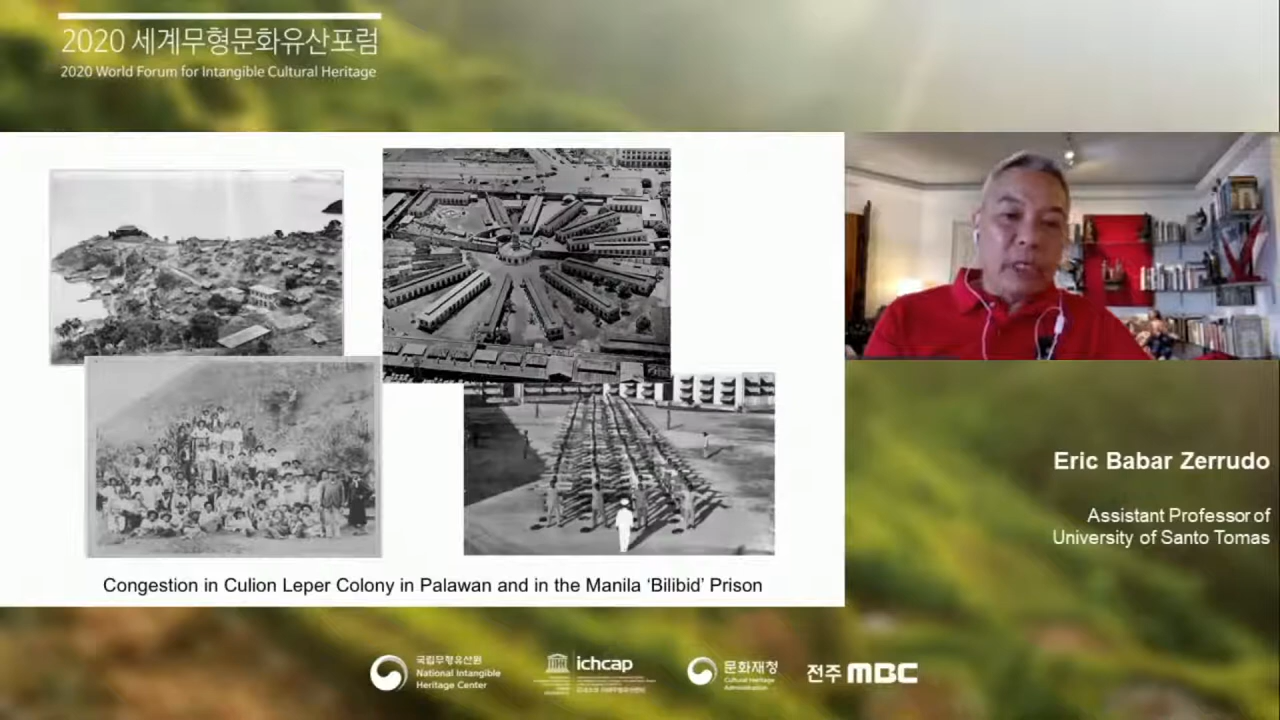 2020 세계무형문화유산포럼
2020 World Forum for Intangible Cultural Heritage
Congestion in Culion Leper Colony in Palawan and in the Manila ‘Bilibid’ Prison
Eric Babar Zerrudo
Assistant Professor of
University of Santo Tomas
국립무형유산원
National Intangible
Heritage Center
ichcap
문화재청
Cultural Heritage
Administration
전주 MBC